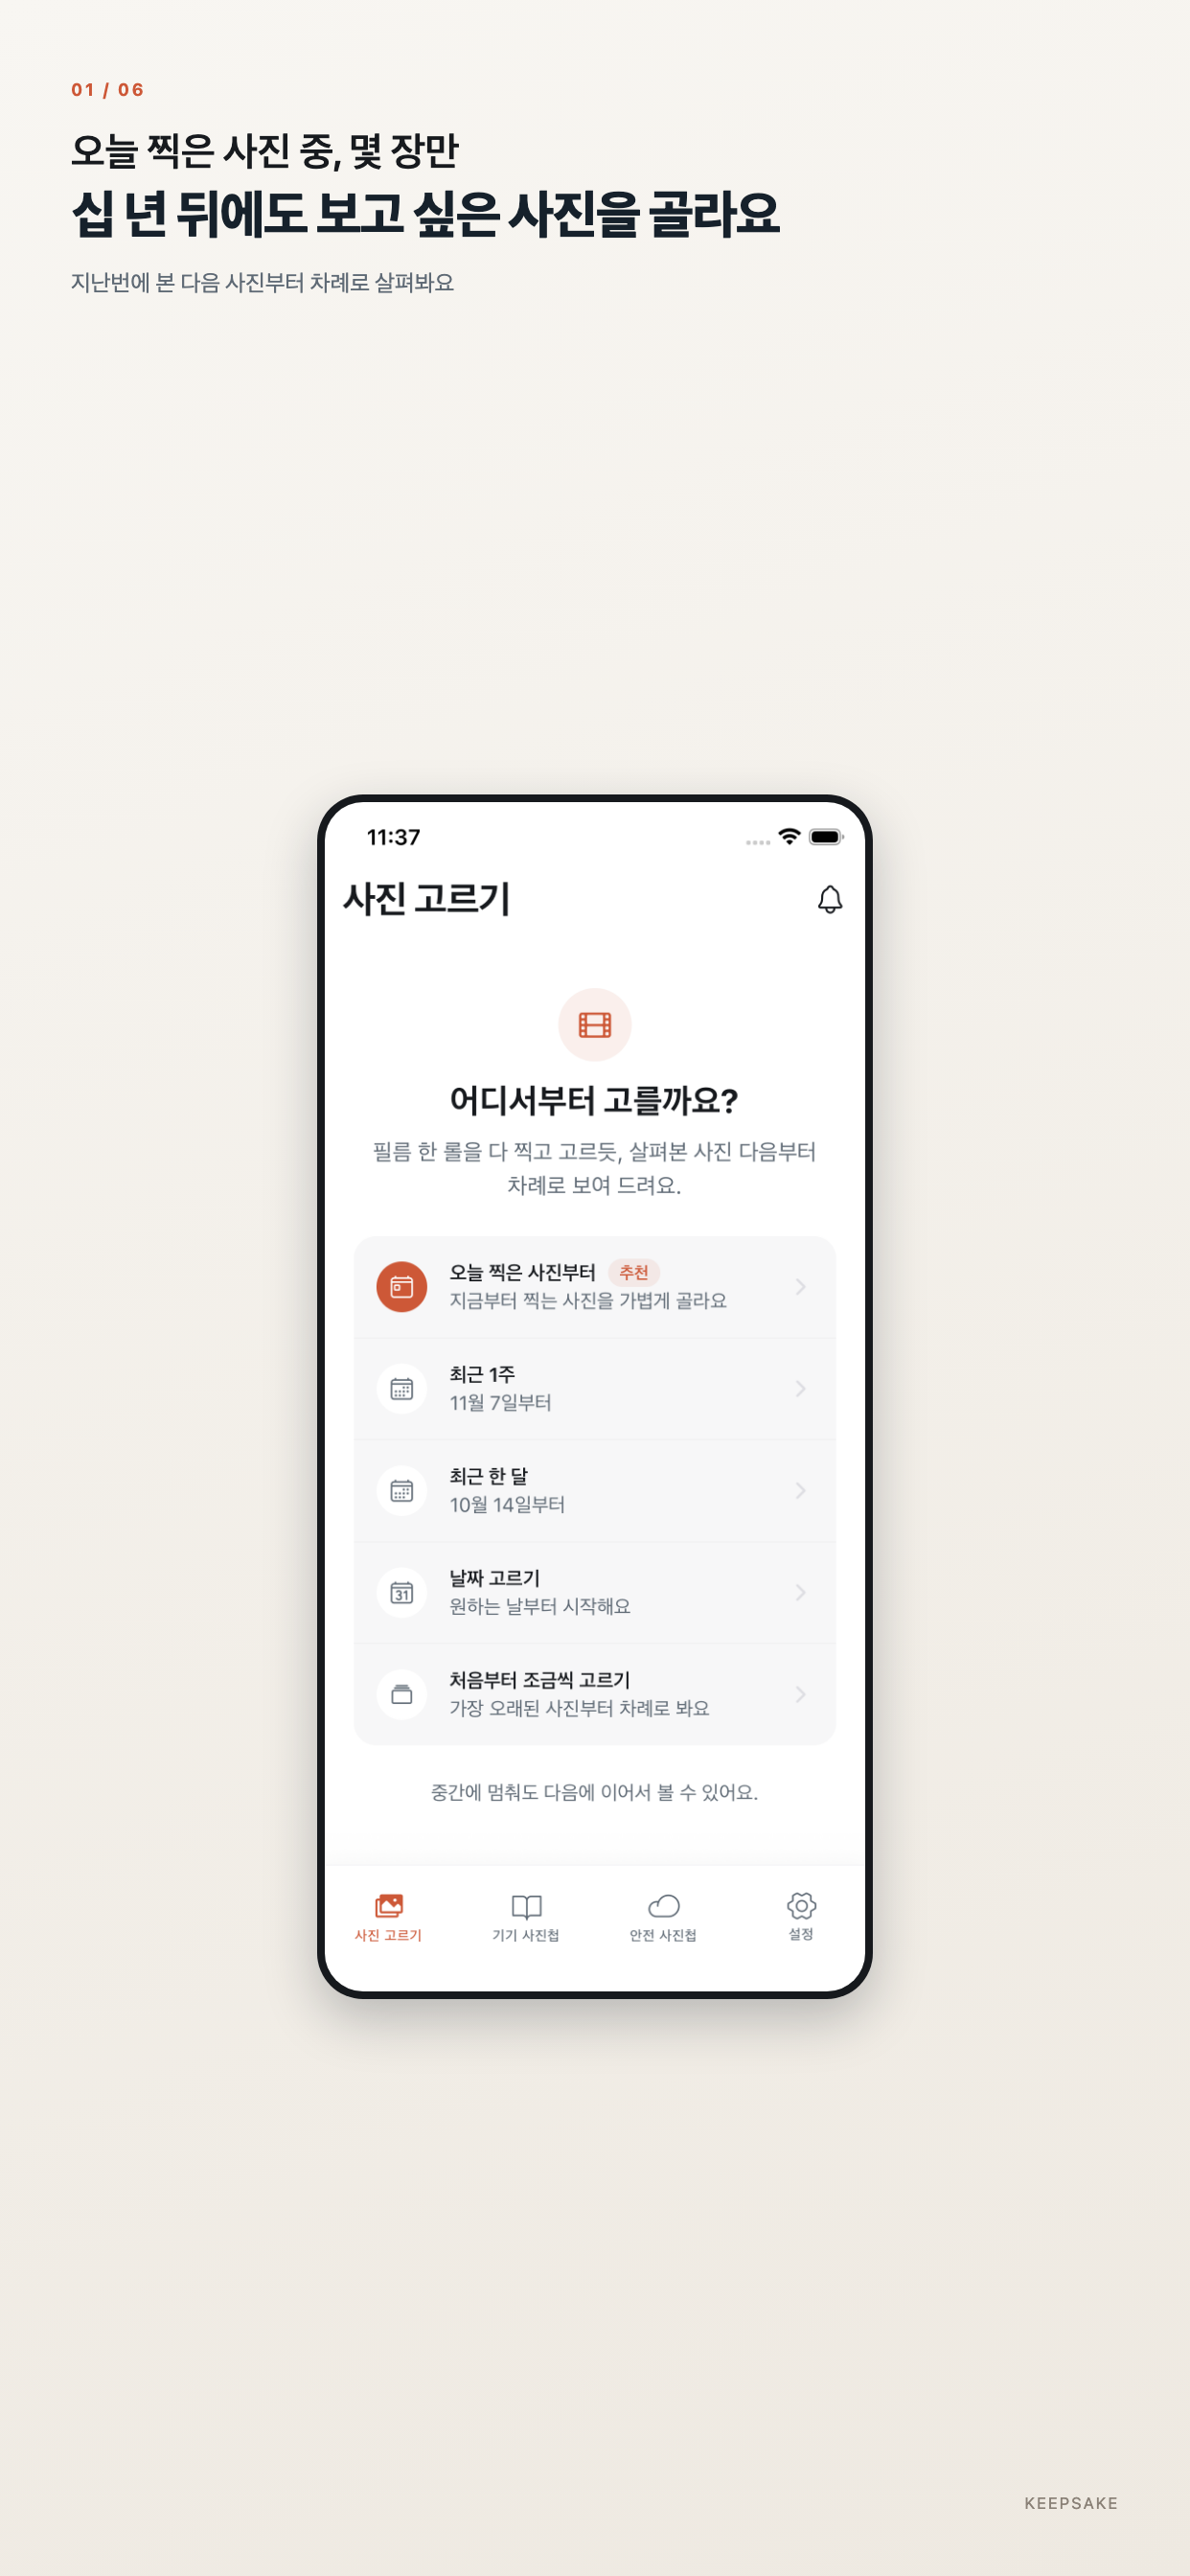 01 / 06
오늘 찍은 사진 중, 몇 장만
십 년 뒤에도 보고 싶은 사진을 골라요
지난번에 본 다음 사진부터 차례로 살펴봐요
11:37
사진 고르기
어디서부터 고를까요?
필름 한 롤을 다 찍고 고르듯, 살펴본 사진 다음부터
차례로 보여 드려요.
오늘 찍은 사진부터 추천
지금부터 찍는 사진을 가볍게 골라요
최근 1주
11월 7일부터
최근 한 달
10월 14일부터
31
날짜 고르기
원하는 날부터 시작해요
처음부터 조금씩 고르기
가장 오래된 사진부터 차례로 봐요
중간에 멈춰도 다음에 이어서 볼 수 있어요.
사진 고르기 기기 사진첩 안전 사진첩 설정
KEEPSAKE